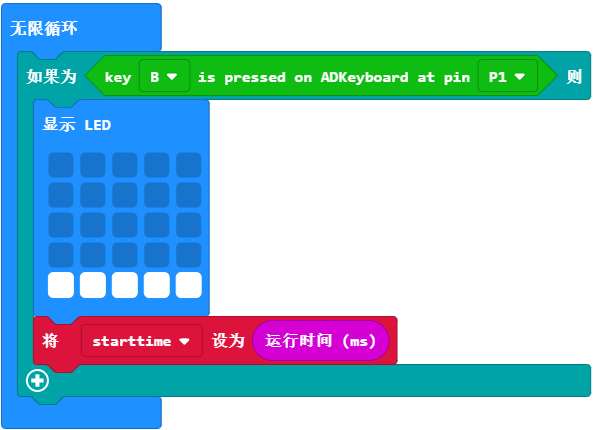 无限循环
如果为 key B is pressed on ADKeyboard at pin P1 则
显示 LED
将 starttime 设为 运行时间 (ms)